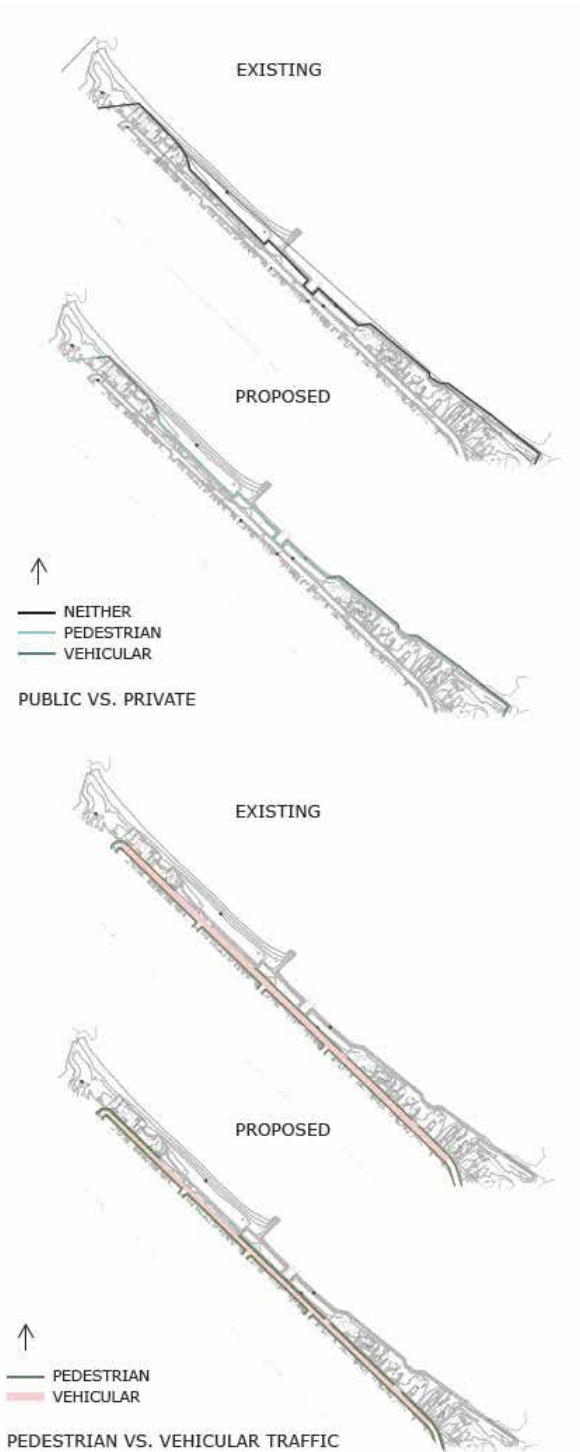 EXISTING
PROPOSED
NEITHER
PEDESTRIAN
VEHICULAR
PUBLIC VS. PRIVATE
EXISTING
PROPOSED
PEDESTRIAN
VEHICULAR
PEDESTRIAN VS. VEHICULAR TRAFFIC